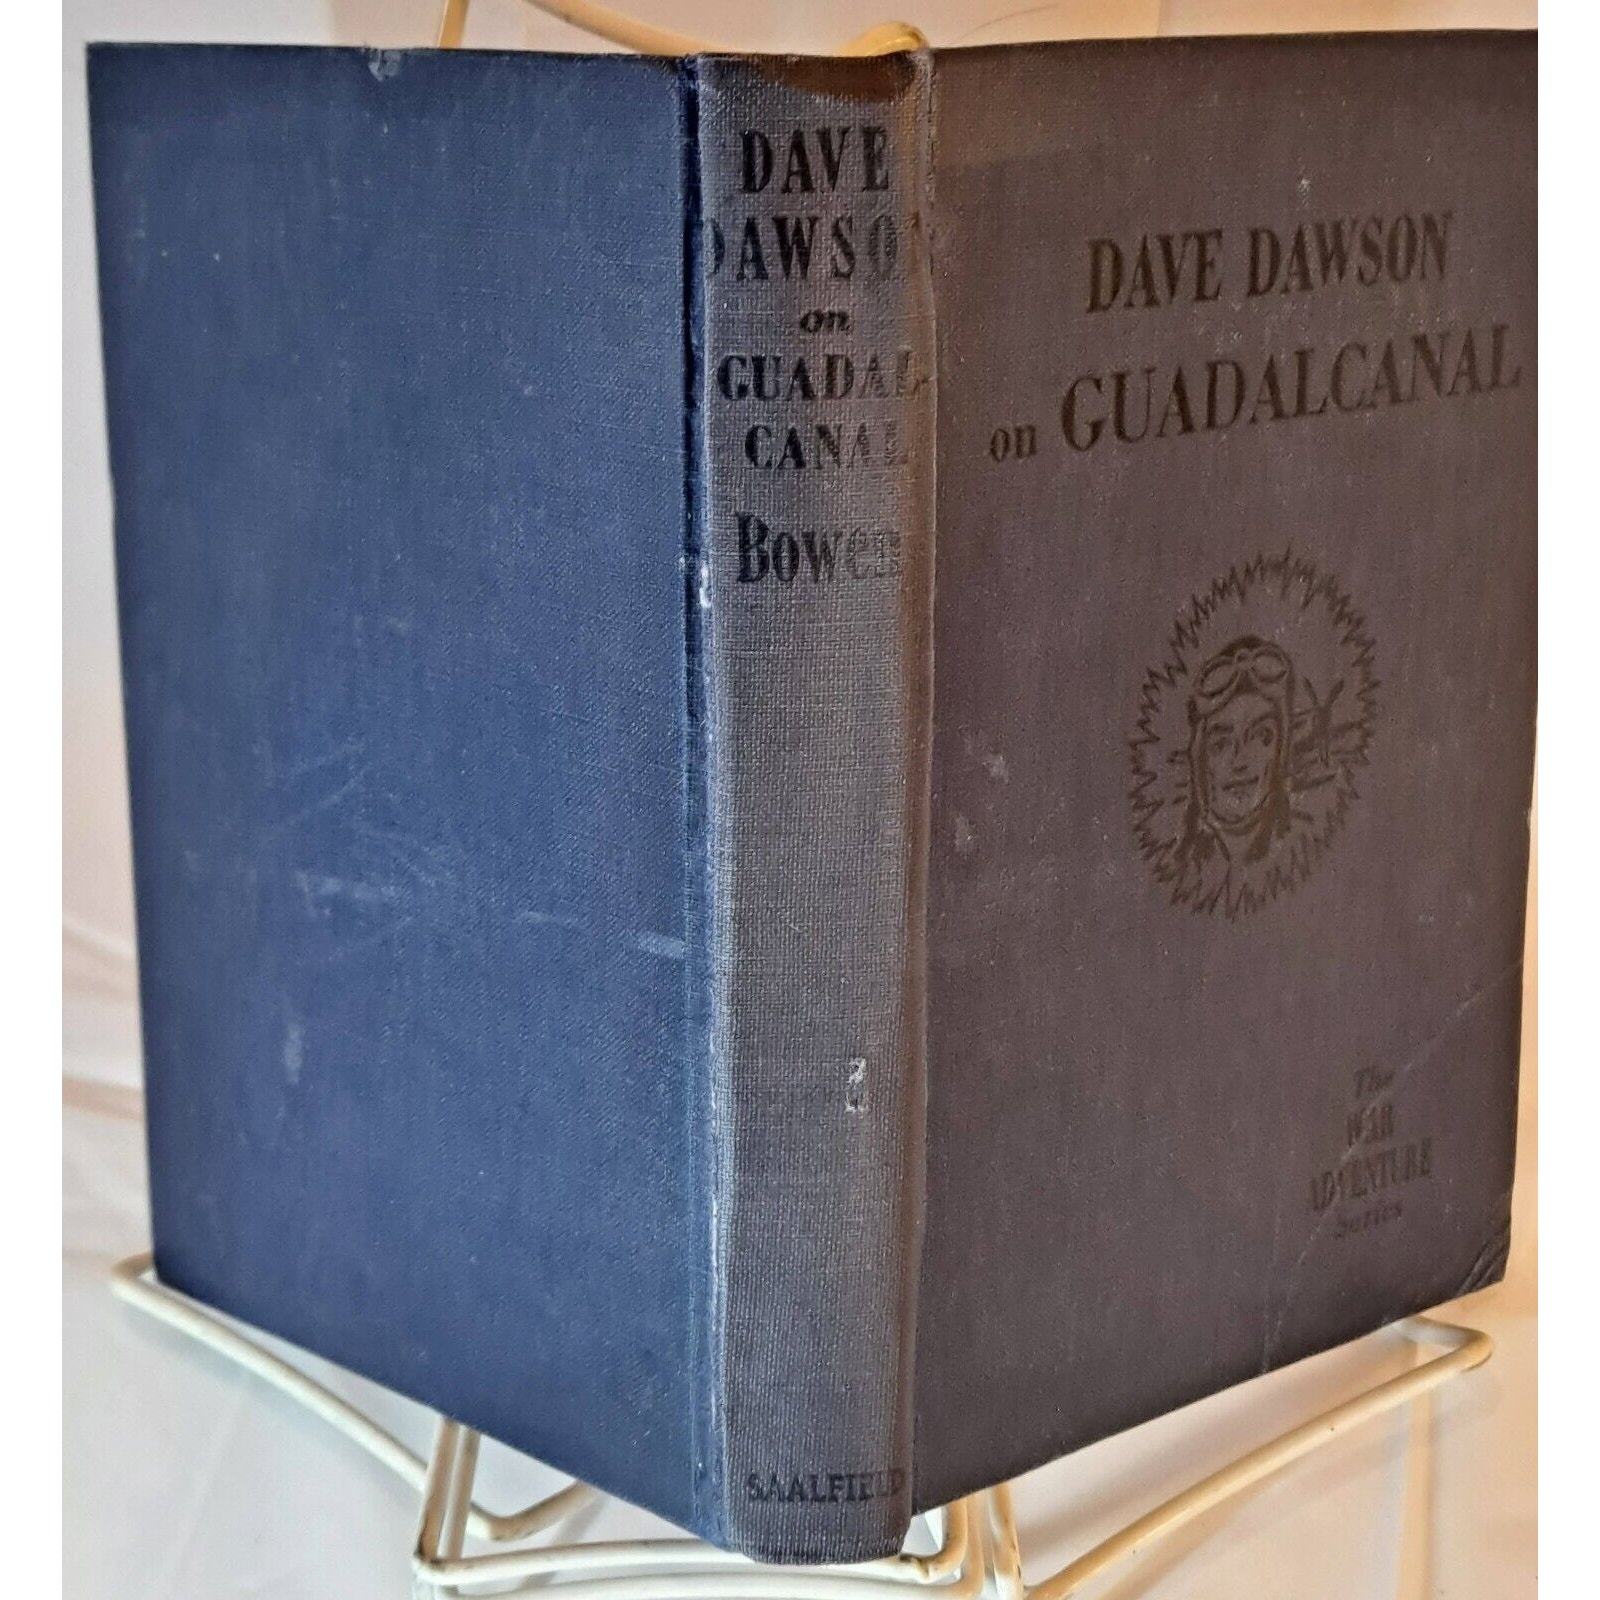 DAVE
DAWSON
on
GUADAL
CANAL
Bowen
SAALFIELD
DAVE DAWSON
on GUADALCANAL
The
WAR
ADVENTURE
Series